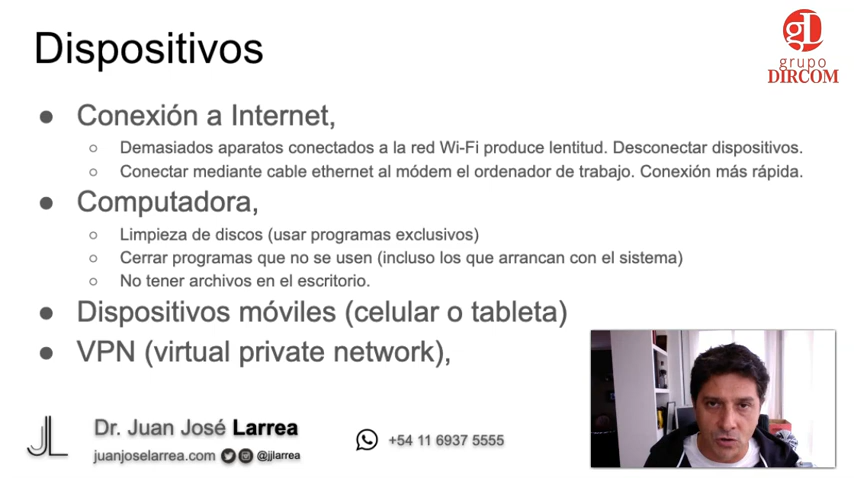 Dispositivos
gD
grupo
DIRCOM
● Conexión a Internet,
○ Demasiados aparatos conectados a la red Wi-Fi produce lentitud. Desconectar dispositivos.
○ Conectar mediante cable ethernet al módem el ordenador de trabajo. Conexión más rápida.
● Computadora,
○ Limpieza de discos (usar programas exclusivos)
○ Cerrar programas que no se usen (incluso los que arrancan con el sistema)
○ No tener archivos en el escritorio.
● Dispositivos móviles (celular o tableta)
● VPN (virtual private network),
JL
Dr. Juan José Larrea
juanjoselarrea.com @jjlarrea
+54 11 6937 5555